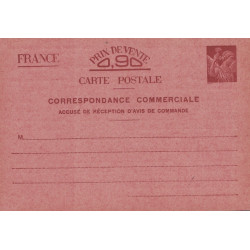 FRANCE
PRIX DE VENTE
0,90
CARTE POSTALE
CORRESPONDANCE COMMERCIALE
ACCUSÉ DE RÉCEPTION D'AVIS DE COMMANDE